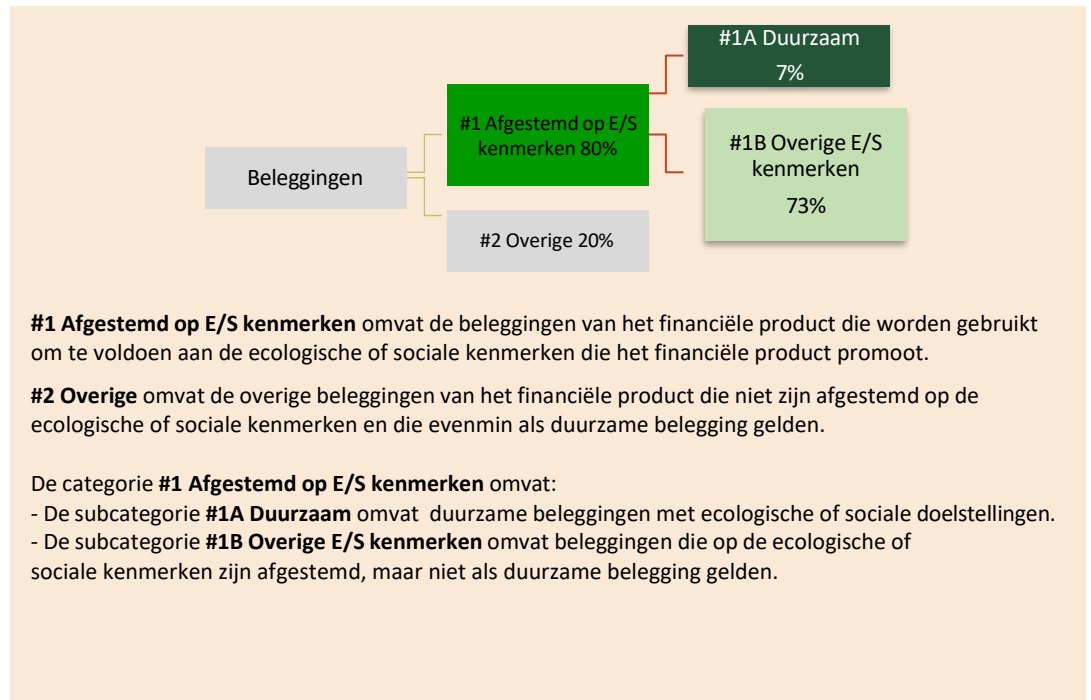 #1A Duurzaam
7%
#1 Afgestemd op E/S
kenmerken 80%
#1B Overige E/S
kenmerken
73%
Beleggingen
#2 Overige 20%
#1 Afgestemd op E/S kenmerken omvat de beleggingen van het financiële product die worden gebruikt
om te voldoen aan de ecologische of sociale kenmerken die het financiële product promoot.
#2 Overige omvat de overige beleggingen van het financiële product die niet zijn afgestemd op de
ecologische of sociale kenmerken en die evenmin als duurzame belegging gelden.
De categorie #1 Afgestemd op E/S kenmerken omvat:
- De subcategorie #1A Duurzaam omvat duurzame beleggingen met ecologische of sociale doelstellingen.
- De subcategorie #1B Overige E/S kenmerken omvat beleggingen die op de ecologische of
sociale kenmerken zijn afgestemd, maar niet als duurzame belegging gelden.